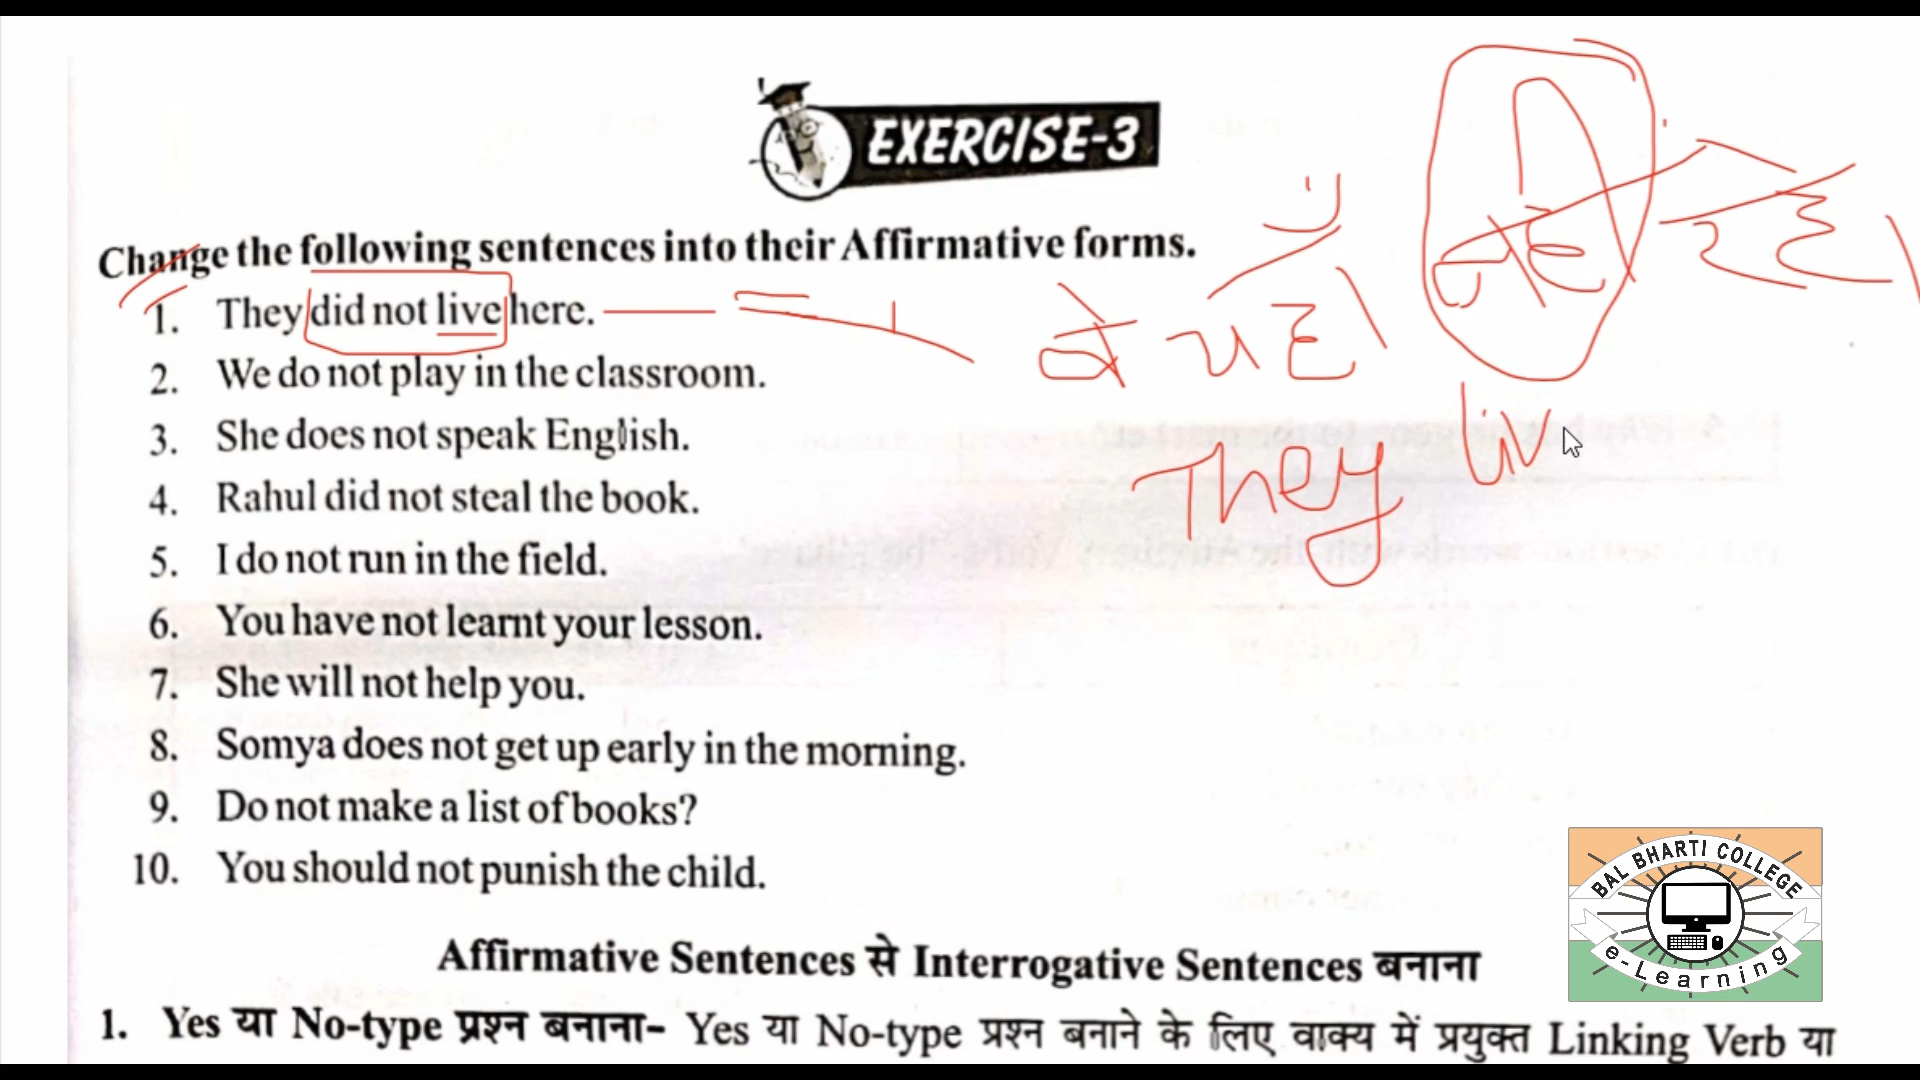 EXERCISE-3
Change the following sentences into their Affirmative forms.
1. They did not live here.
वे यहाँ नहीं
2. We do not play in the classroom.
3. She does not speak English.
They liv
4. Rahul did not steal the book.
5. I do not run in the field.
6. You have not learnt your lesson.
7. She will not help you.
8. Somya does not get up early in the morning.
9. Do not make a list of books?
10. You should not punish the child.
BAL BHARTI COLLEGE
e-Learning
Affirmative Sentences से Interrogative Sentences बनाना
1. Yes या No-type प्रश्न बनाना– Yes या No-type प्रश्न बनाने के लिए वाक्य में प्रयुक्त Linking Verb या